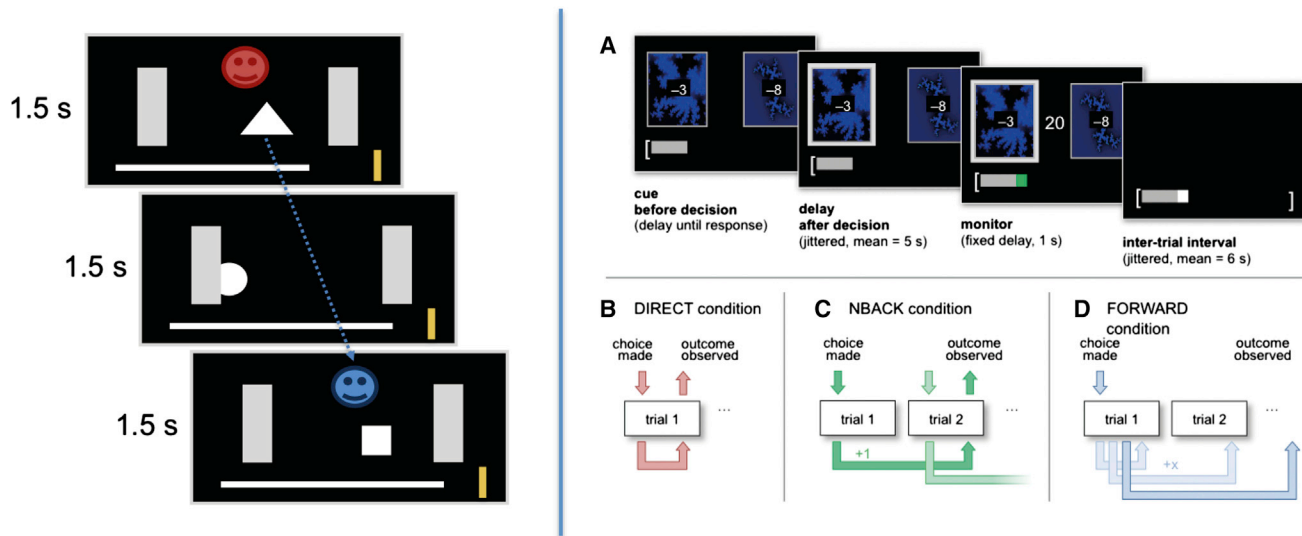 1.5 s
1.5 s
1.5 s
A
–3
–8
[
–3
–8
[
–3
20
–8
[
[ ]
cue
before decision
(delay until response)
delay
after decision
(jittered, mean = 5 s)
monitor
(fixed delay, 1 s)
inter-trial interval
(jittered, mean = 6 s)
B DIRECT condition
choice outcome
made observed
trial 1 ...
C NBACK condition
choice outcome
made observed
trial 1 trial 2 ...
+1
D FORWARD
condition
choice outcome
made observed
trial 1 trial 2 ...
+x